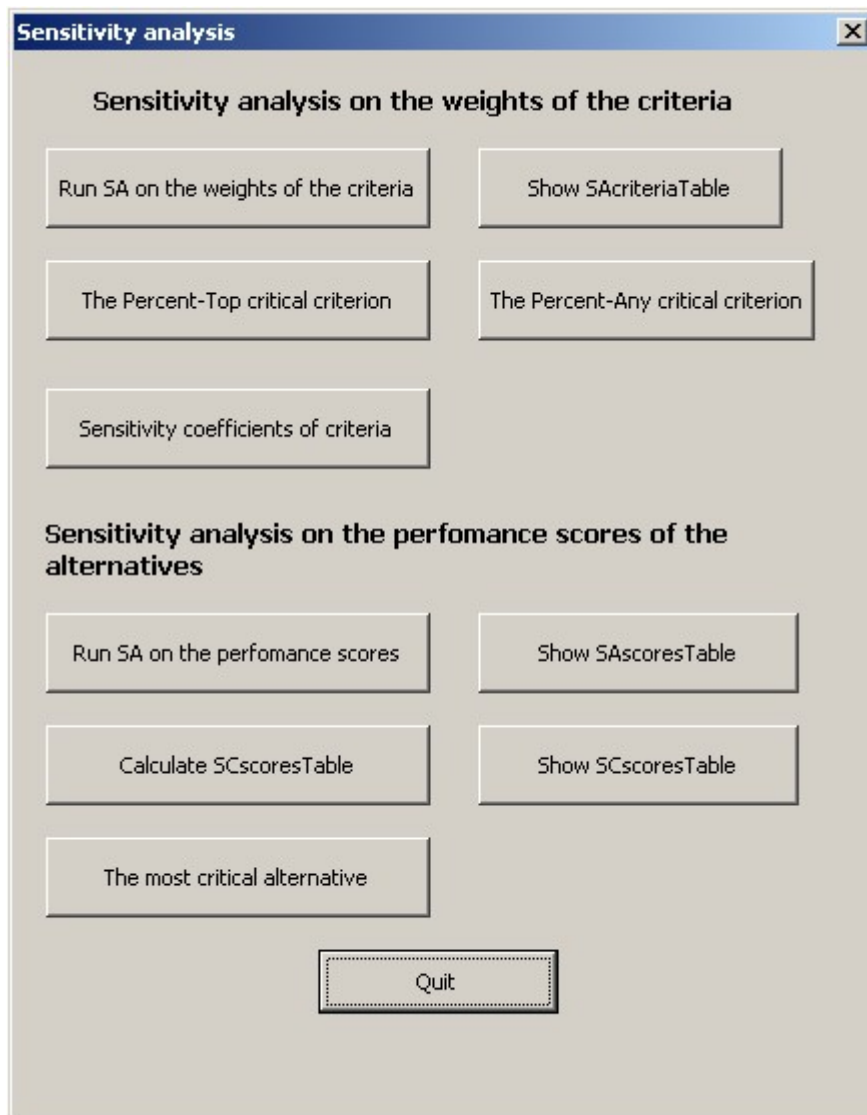 Sensitivity analysis
Sensitivity analysis on the weights of the criteria
Run SA on the weights of the criteria
Show SAcriteriaTable
The Percent-Top critical criterion
The Percent-Any critical criterion
Sensitivity coefficients of criteria
Sensitivity analysis on the perfomance scores of the
alternatives
Run SA on the perfomance scores
Show SAscoresTable
Calculate SCscoresTable
Show SCscoresTable
The most critical alternative
Quit